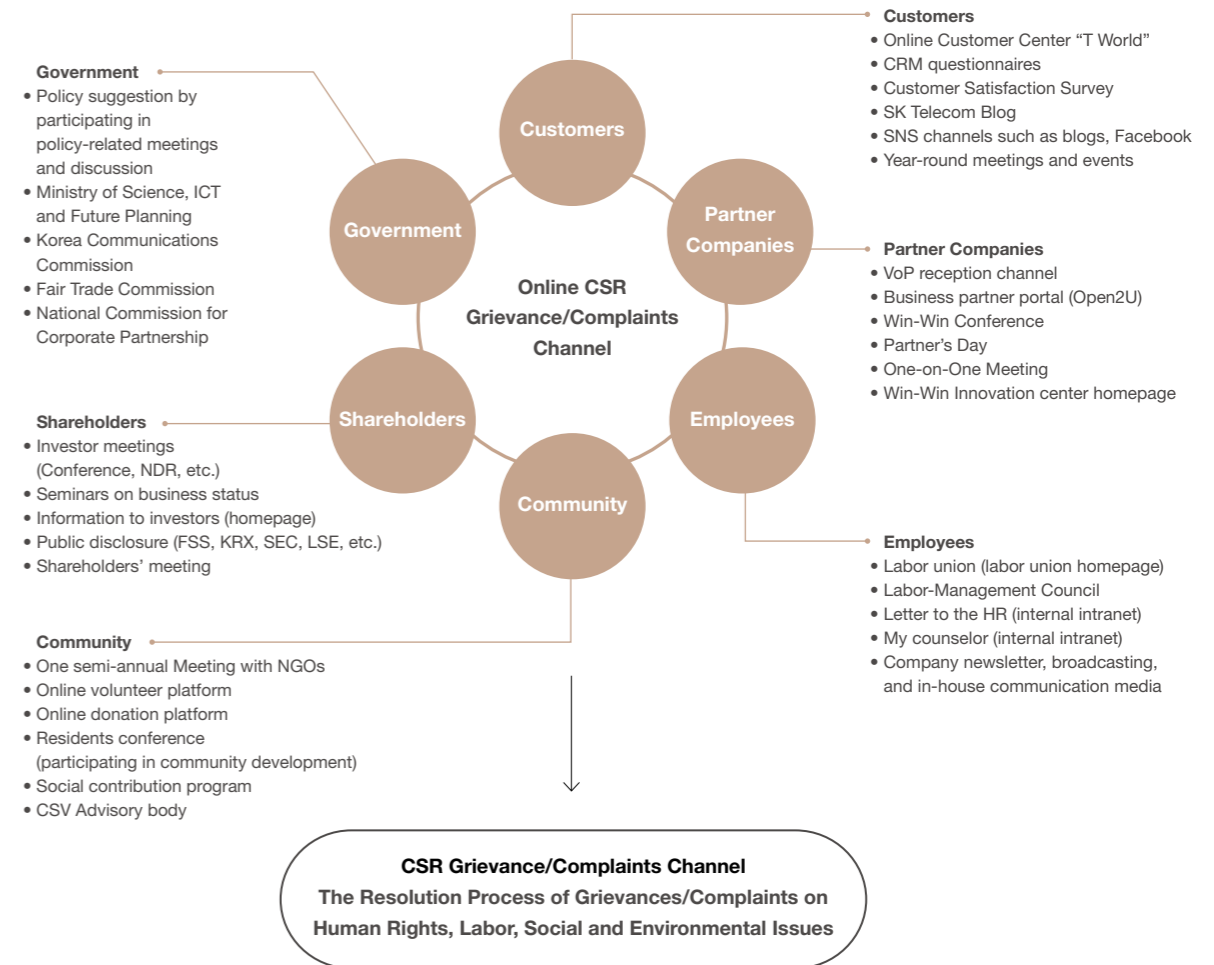 Customers
• Online Customer Center “T World”
• CRM questionnaires
• Customer Satisfaction Survey
• SK Telecom Blog
• SNS channels such as blogs, Facebook
• Year-round meetings and events
Government
• Policy suggestion by
participating in
policy-related meetings
and discussion
• Ministry of Science, ICT
and Future Planning
• Korea Communications
Commission
• Fair Trade Commission
• National Commission for
Corporate Partnership
Customers
Government
Partner
Companies
Online CSR
Grievance/Complaints
Channel
Shareholders
Employees
Community
Partner Companies
• VoP reception channel
• Business partner portal (Open2U)
• Win-Win Conference
• Partner’s Day
• One-on-One Meeting
• Win-Win Innovation center homepage
Shareholders
• Investor meetings
(Conference, NDR, etc.)
• Seminars on business status
• Information to investors (homepage)
• Public disclosure (FSS, KRX, SEC, LSE, etc.)
• Shareholders’ meeting
Employees
• Labor union (labor union homepage)
• Labor-Management Council
• Letter to the HR (internal intranet)
• My counselor (internal intranet)
• Company newsletter, broadcasting,
and in-house communication media
Community
• One semi-annual Meeting with NGOs
• Online volunteer platform
• Online donation platform
• Residents conference
(participating in community development)
• Social contribution program
• CSV Advisory body
CSR Grievance/Complaints Channel
The Resolution Process of Grievances/Complaints on
Human Rights, Labor, Social and Environmental Issues